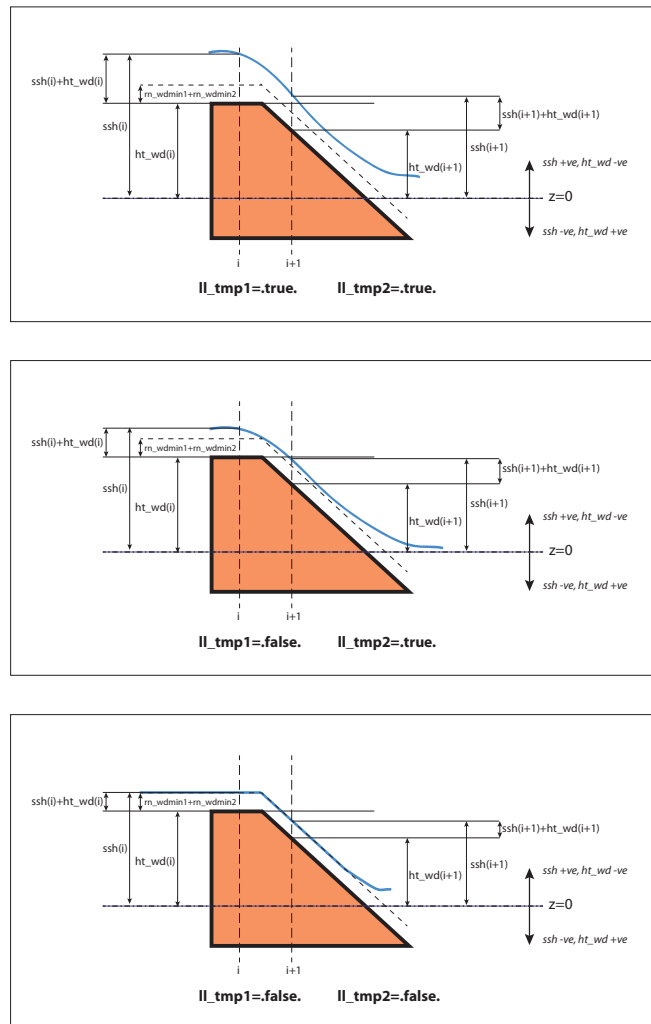 ssh(i)+ht_wd(i)
rn_wdmin1+rn_wdmin2
ssh(i+1)+ht_wd(i+1)
ssh(i)
ht_wd(i)
ht_wd(i+1)
ssh(i+1)
ssh +ve, ht_wd -ve
z=0
ssh -ve, ht_wd +ve
i
i+1
ll_tmp1=.true. ll_tmp2=.true.
ssh(i)+ht_wd(i)
rn_wdmin1+rn_wdmin2
ssh(i+1)+ht_wd(i+1)
ssh(i)
ht_wd(i)
ht_wd(i+1)
ssh(i+1)
ssh +ve, ht_wd -ve
z=0
ssh -ve, ht_wd +ve
i
i+1
ll_tmp1=.false. ll_tmp2=.true.
ssh(i)+ht_wd(i)
rn_wdmin1+rn_wdmin2
ssh(i+1)+ht_wd(i+1)
ssh(i)
ht_wd(i)
ht_wd(i+1)
ssh(i+1)
ssh +ve, ht_wd -ve
z=0
ssh -ve, ht_wd +ve
i
i+1
ll_tmp1=.false. ll_tmp2=.false.